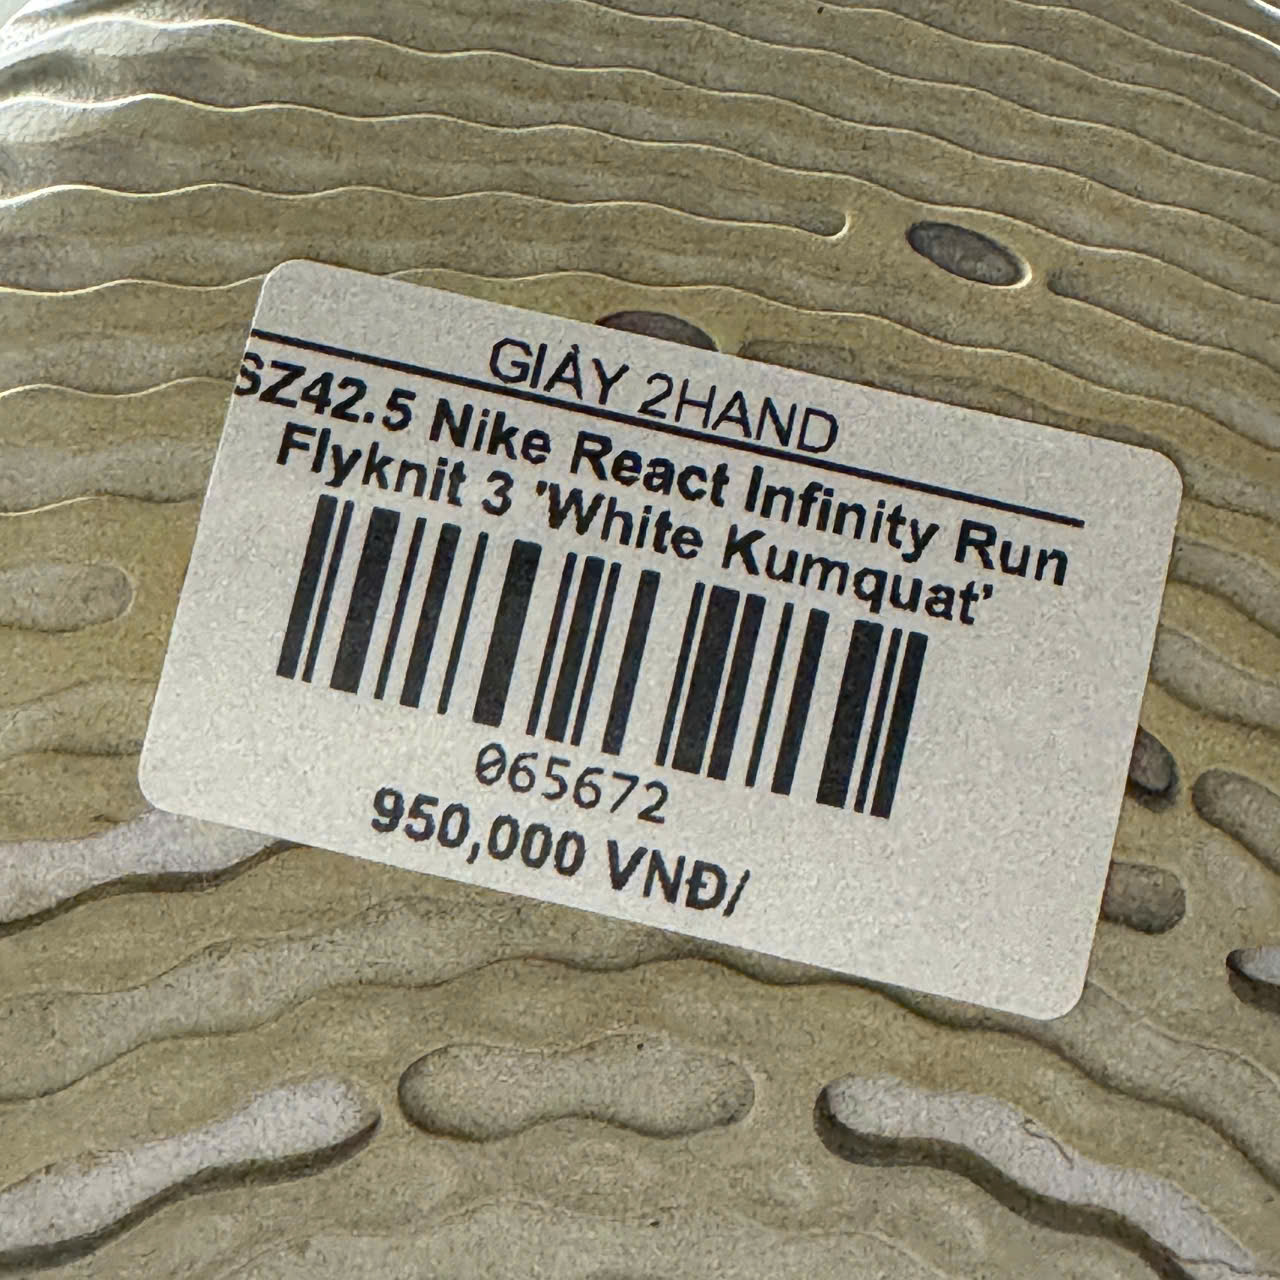 GIÀY 2HAND
SZ42.5 Nike React Infinity Run
Flyknit 3 'White Kumquat'
065672
950,000 VNĐ/